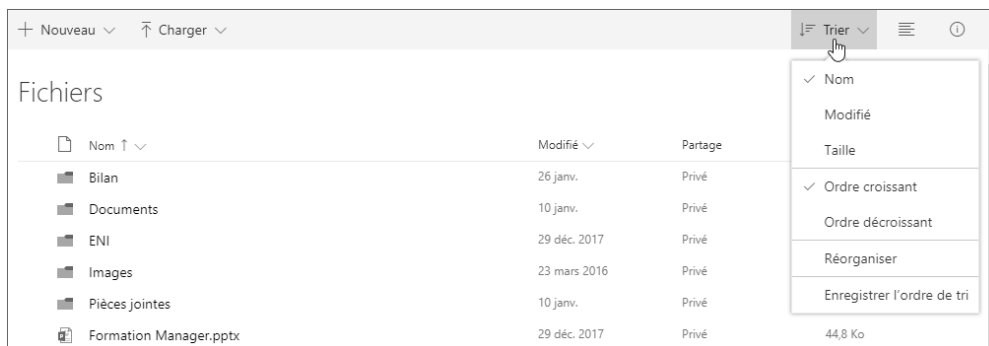 Nouveau Charger Trier
Fichiers
Nom Modifié Partage
Bilan 26 janv. Privé
Documents 10 janv. Privé
ENI 29 déc. 2017 Privé
Images 23 mars 2016 Privé
Pièces jointes 10 janv. Privé
Formation Manager.pptx 29 déc. 2017 Privé 44,8 Ko
Nom
Modifié
Taille
Ordre croissant
Ordre décroissant
Réorganiser
Enregistrer l'ordre de tri